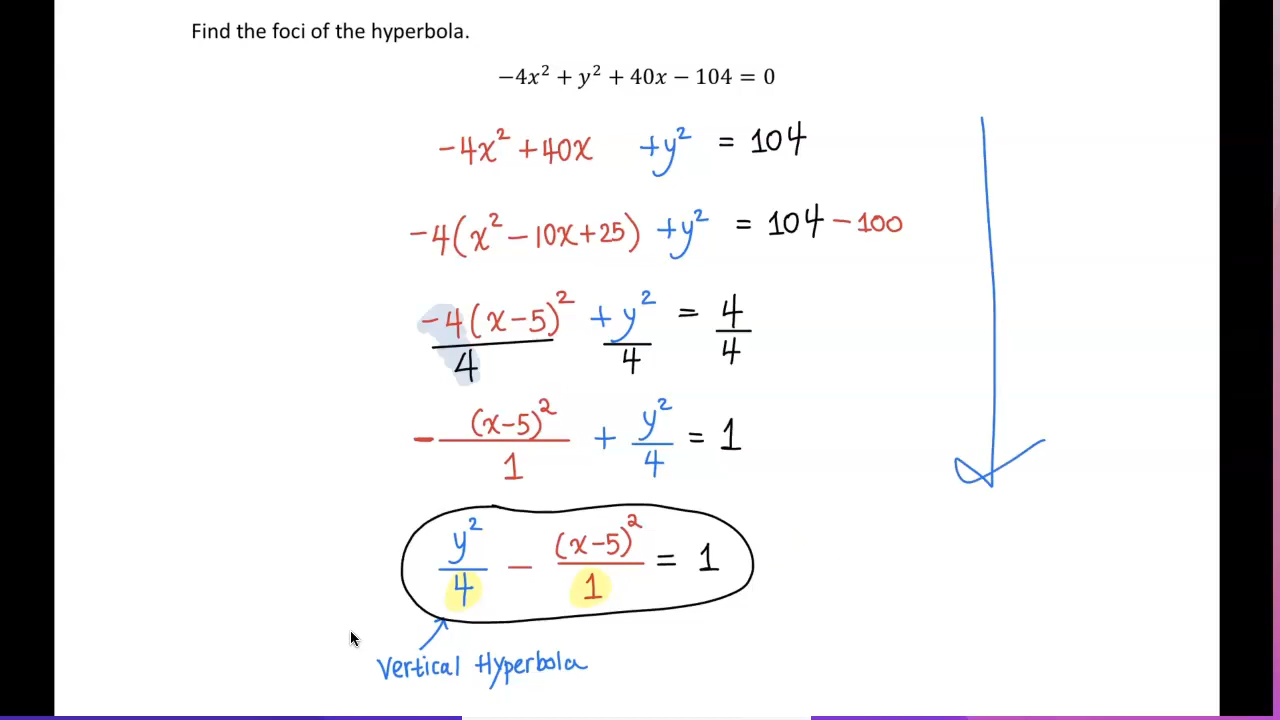 Find the foci of the hyperbola.
−4x² + y² + 40x − 104 = 0
-4x² +40x +y² = 104
-4(x² -10x+25) +y² = 104 -100
-4(x-5)²/4 + y²/4 = 4/4
- (x-5)²/1 + y²/4 = 1
y²/4 - (x-5)²/1 = 1
Vertical Hyperbola